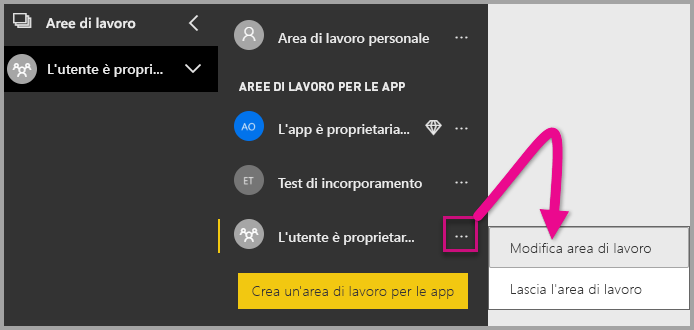 Aree di lavoro
L'utente è propri...
Area di lavoro personale ...
AREE DI LAVORO PER LE APP
AO L'app è proprietaria... ...
ET Test di incorporamento ...
L'utente è proprietar... ...
Crea un'area di lavoro per le app
Modifica area di lavoro
Lascia l'area di lavoro